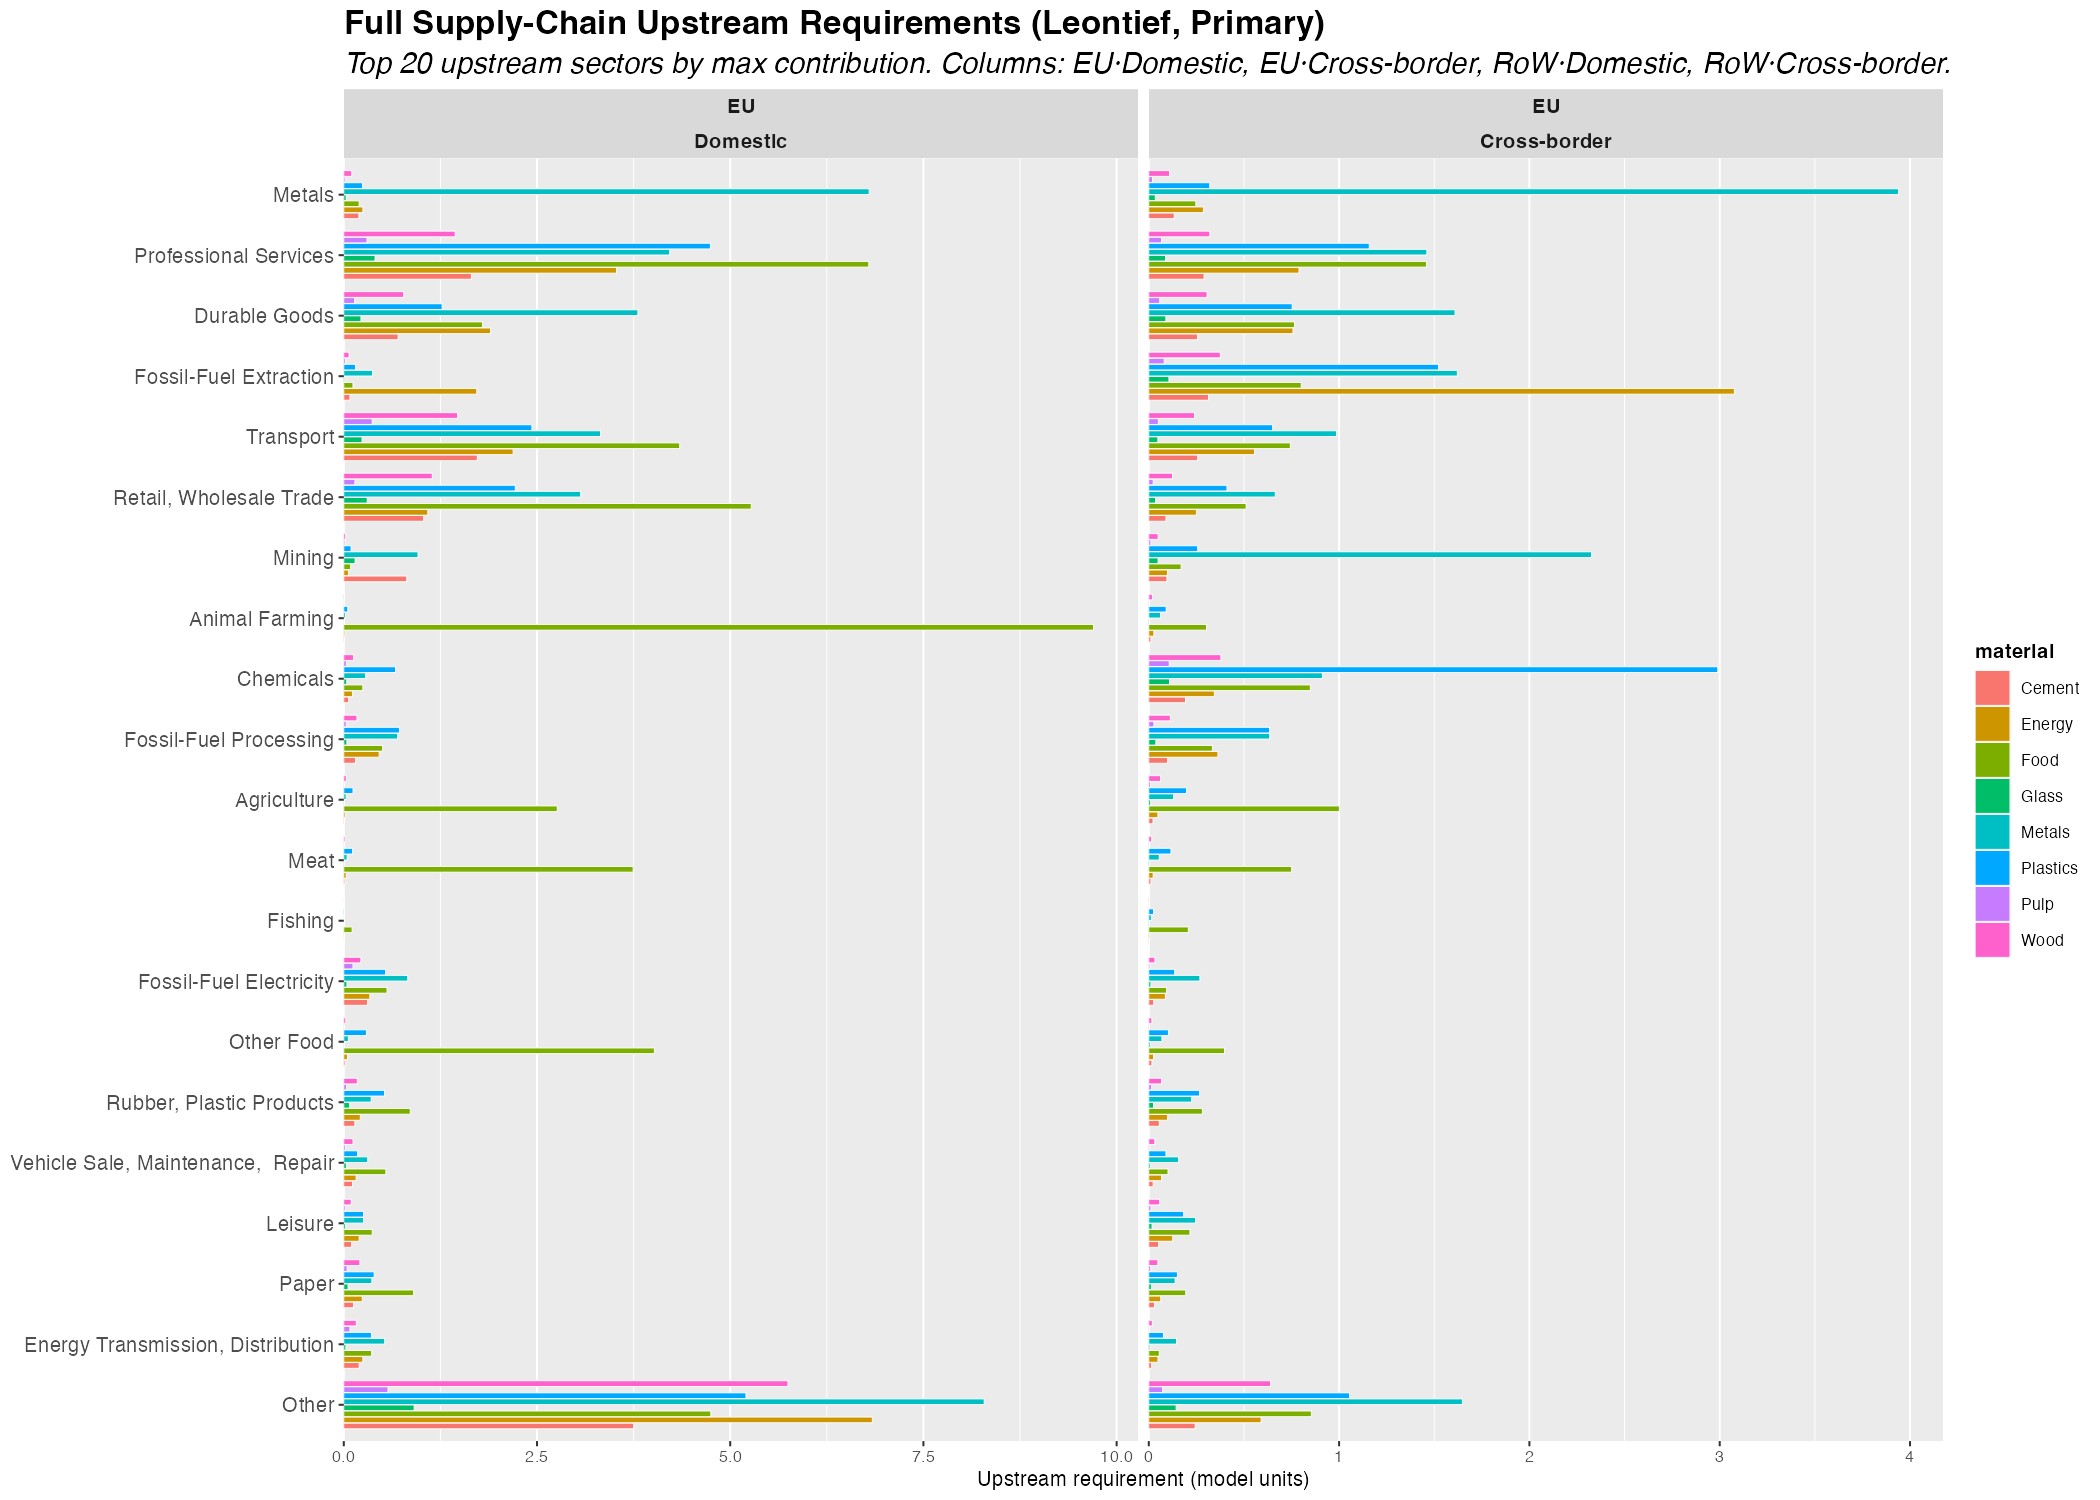 Full Supply-Chain Upstream Requirements (Leontief, Primary)
Top 20 upstream sectors by max contribution. Columns: EU·Domestic, EU·Cross-border, RoW·Domestic, RoW·Cross-border.
EU
EU
Domestic
Cross-border
Metals
Professional Services
Durable Goods
Fossil-Fuel Extraction
Transport
Retail, Wholesale Trade
Mining
Animal Farming
Chemicals
Fossil-Fuel Processing
Agriculture
Meat
Fishing
Fossil-Fuel Electricity
Other Food
Rubber, Plastic Products
Vehicle Sale, Maintenance,  Repair
Leisure
Paper
Energy Transmission, Distribution
Other
0.0 2.5 5.0 7.5 10.0
0 1 2 3 4
Upstream requirement (model units)
material
Cement
Energy
Food
Glass
Metals
Plastics
Pulp
Wood